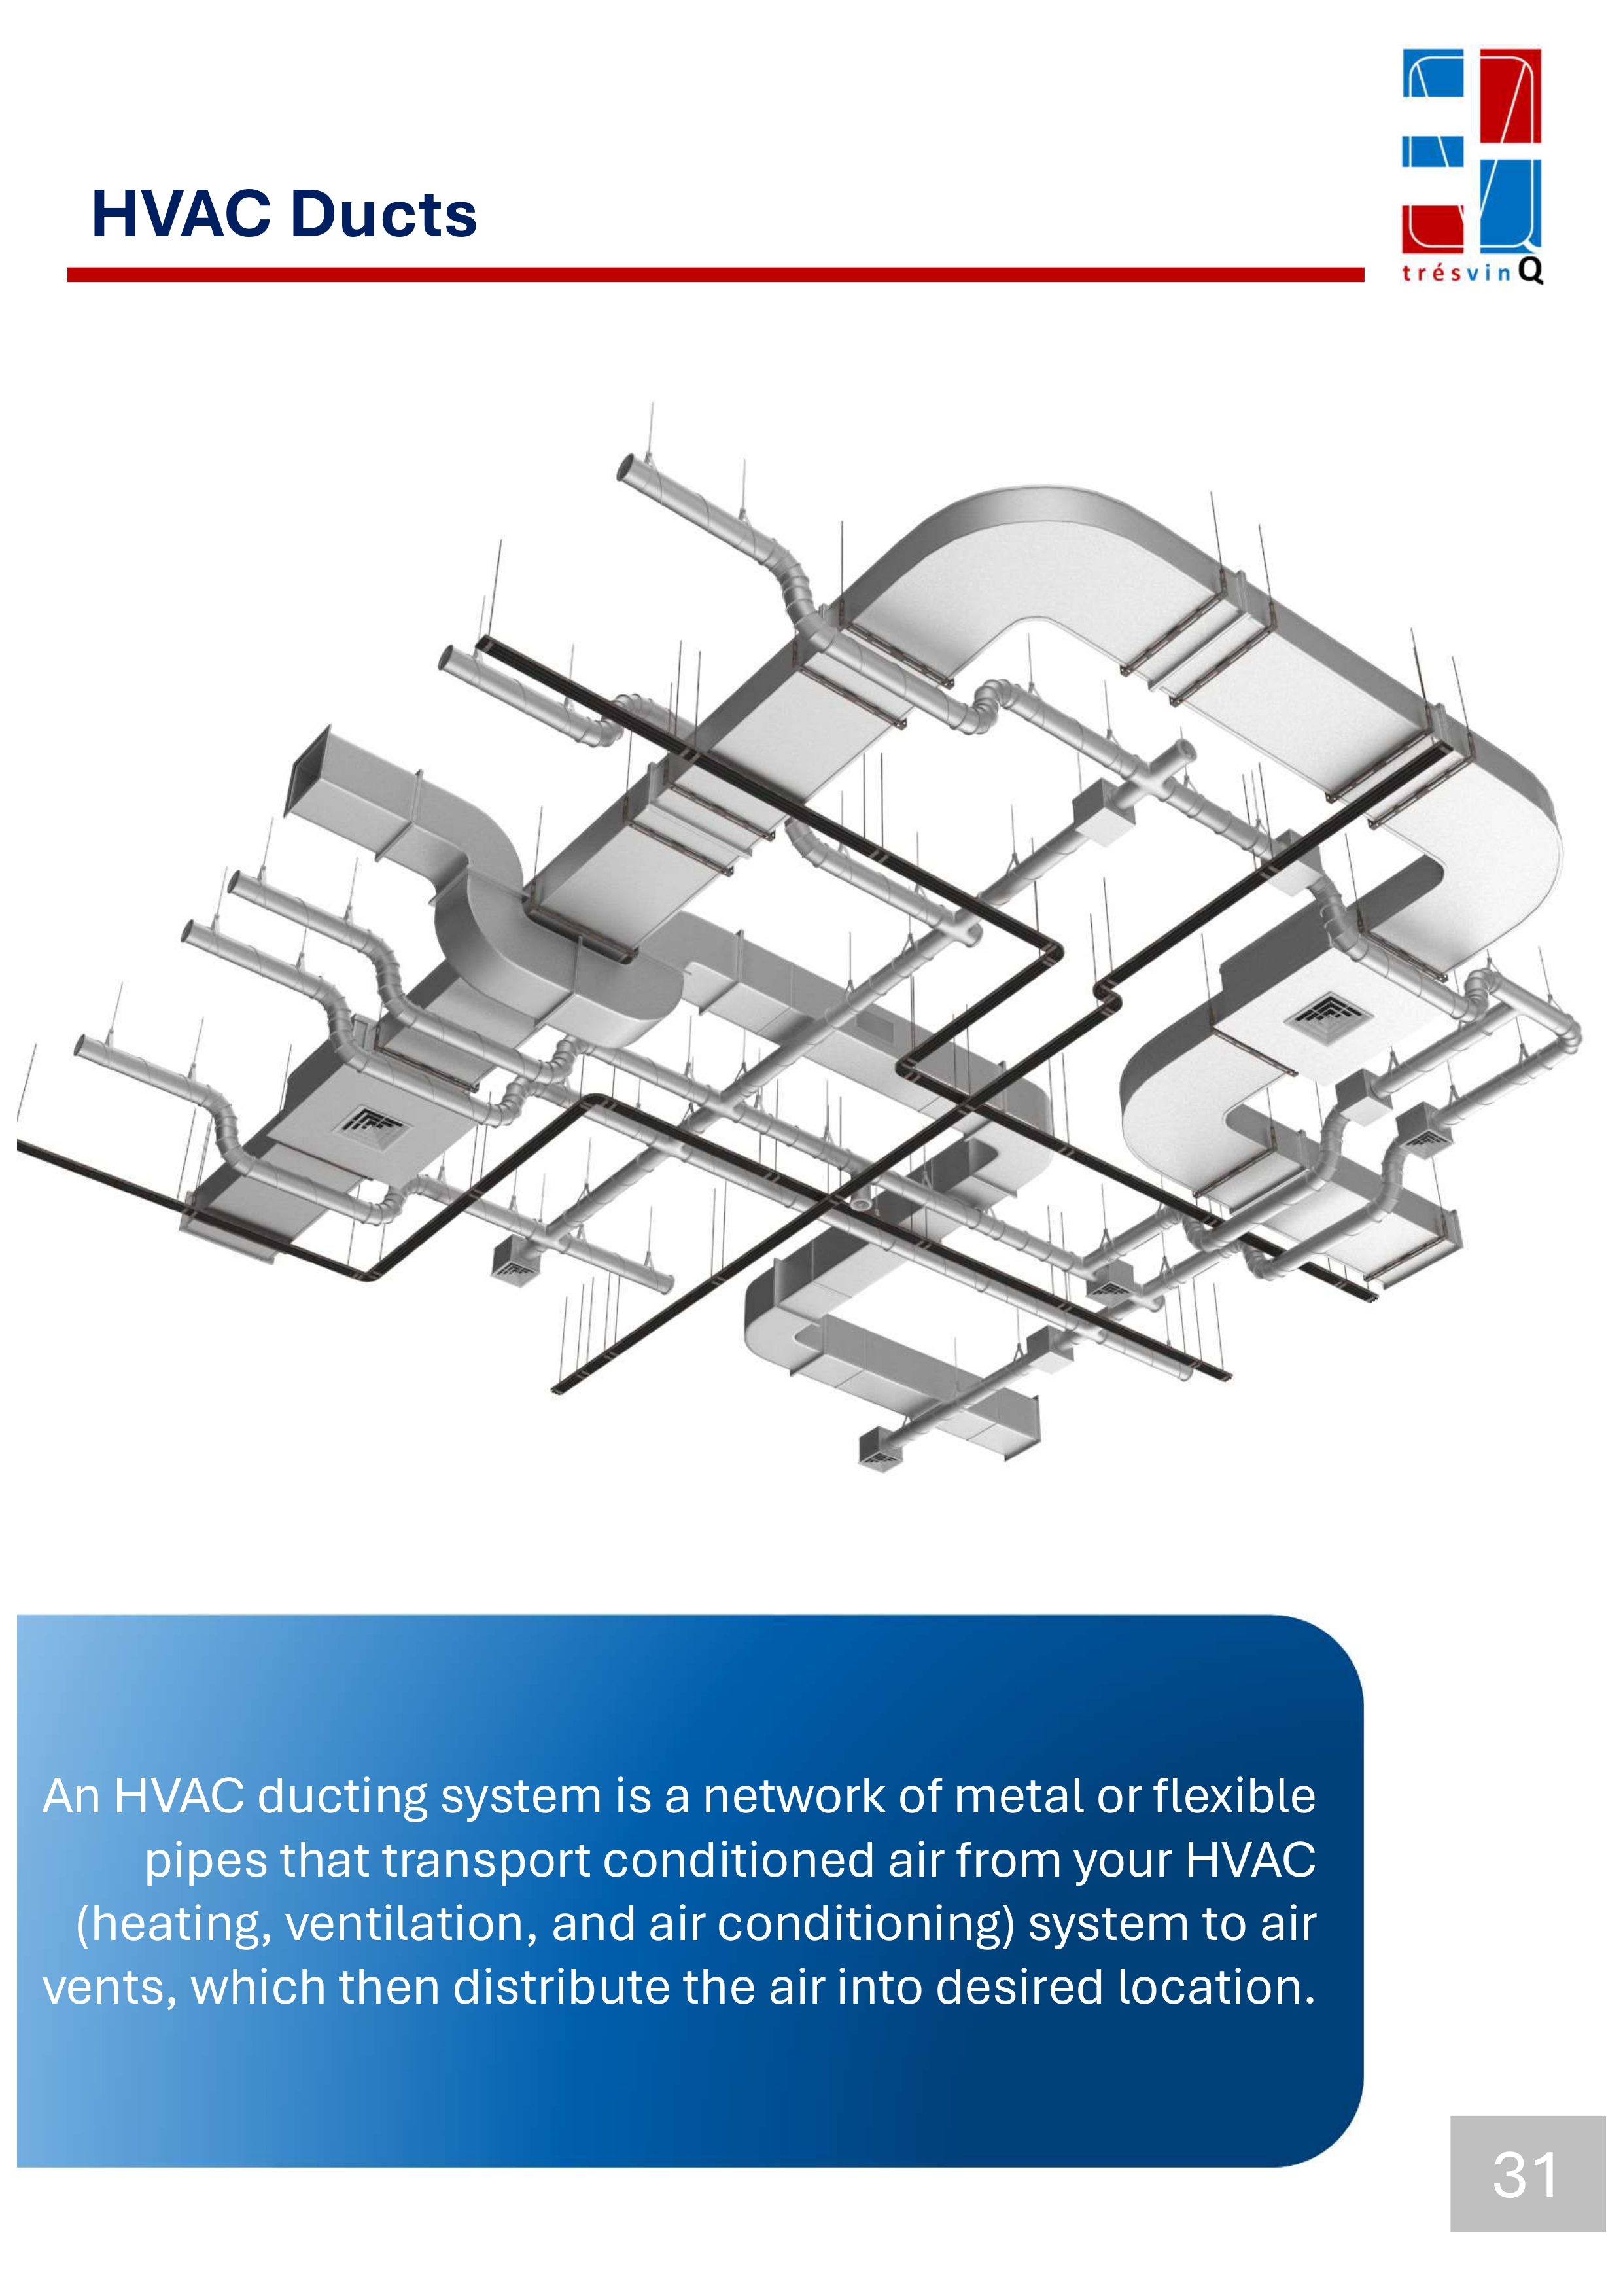 HVAC Ducts
trésvinQ
An HVAC ducting system is a network of metal or flexible
pipes that transport conditioned air from your HVAC
(heating, ventilation, and air conditioning) system to air
vents, which then distribute the air into desired location.
31